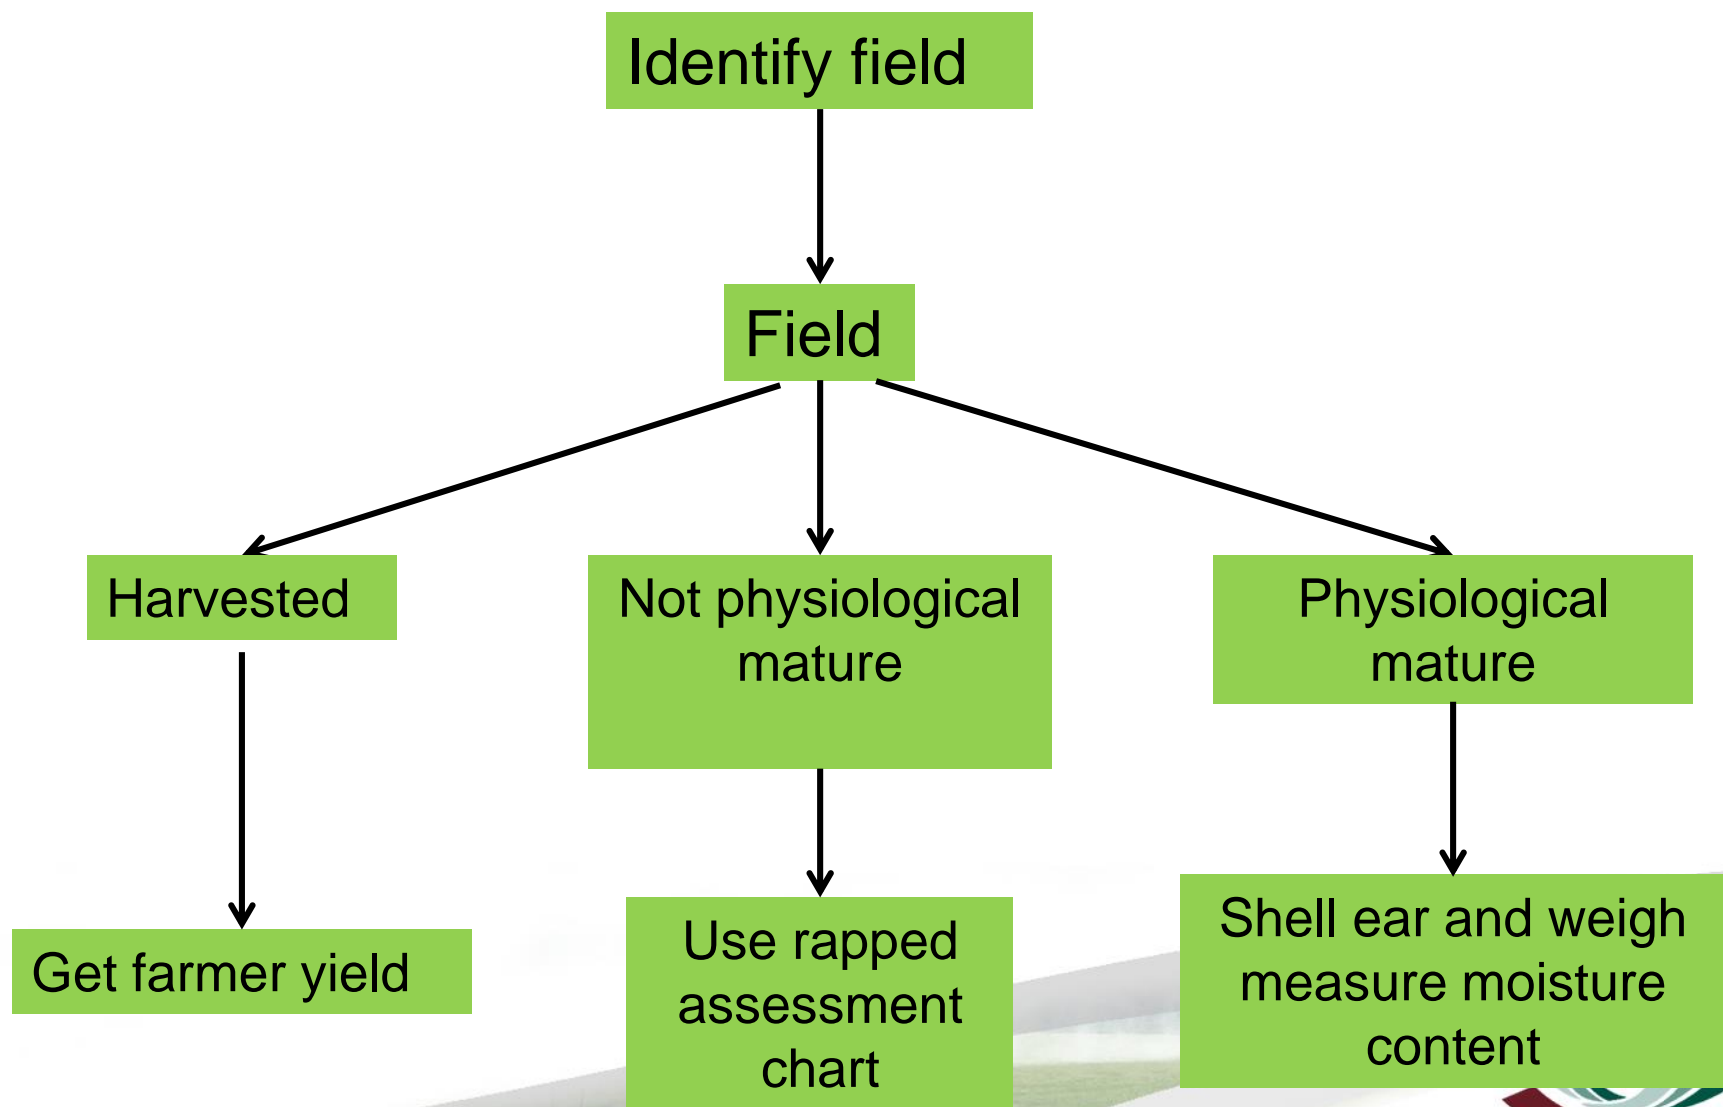 Identify field
Field
Harvested
Not physiological
mature
Physiological
mature
Get farmer yield
Use rapped
assessment
chart
Shell ear and weigh
measure moisture
content